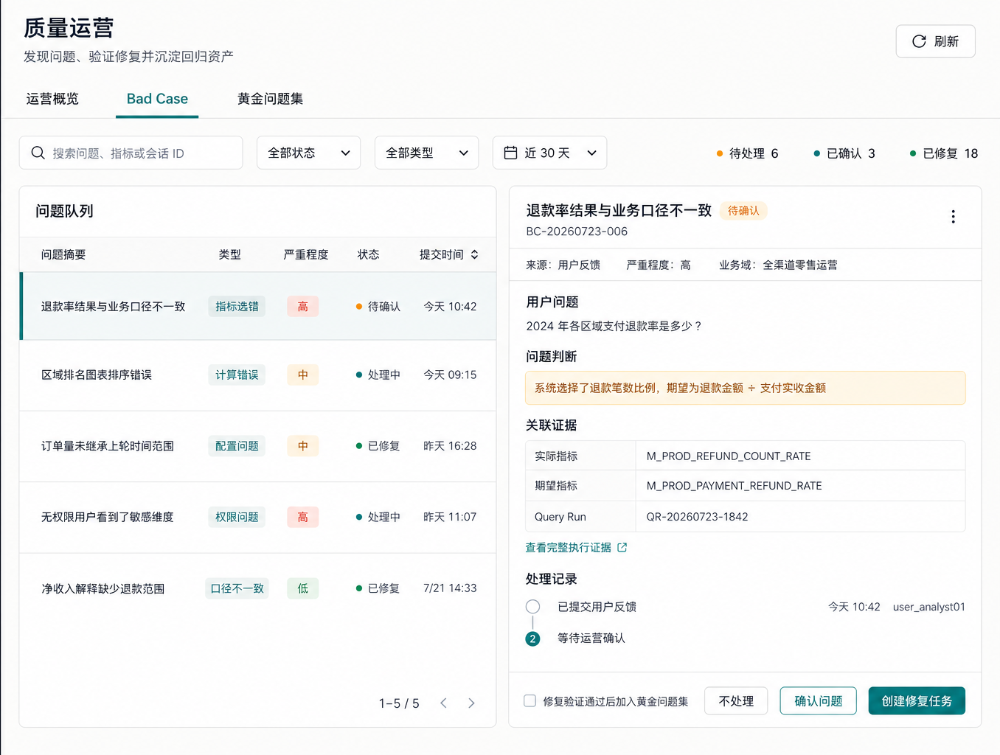 质量运营
发现问题、验证修复并沉淀回归资产
刷新
运营概览 Bad Case 黄金问题集
搜索问题、指标或会话 ID 全部状态 全部类型 近 30 天 待处理 6 已确认 3 已修复 18
问题队列
问题摘要 类型 严重程度 状态 提交时间
退款率结果与业务口径不一致 指标选错 高 待确认 今天 10:42
区域排名图表排序错误 计算错误 中 处理中 今天 09:15
订单量未继承上轮时间范围 配置问题 中 已修复 昨天 16:28
无权限用户看到了敏感维度 权限问题 高 处理中 昨天 11:07
净收入解释缺少退款范围 口径不一致 低 已修复 7/21 14:33
1–5 / 5
退款率结果与业务口径不一致 待确认
BC-20260723-006
来源：用户反馈 严重程度：高 业务域：全渠道零售运营
用户问题
2024 年各区域支付退款率是多少？
问题判断
系统选择了退款笔数比例，期望为退款金额 ÷ 支付实收金额
关联证据
实际指标 M_PROD_REFUND_COUNT_RATE
期望指标 M_PROD_PAYMENT_REFUND_RATE
Query Run QR-20260723-1842
查看完整执行证据
处理记录
已提交用户反馈 今天 10:42 user_analyst01
2 等待运营确认
修复验证通过后加入黄金问题集 不处理 确认问题 创建修复任务